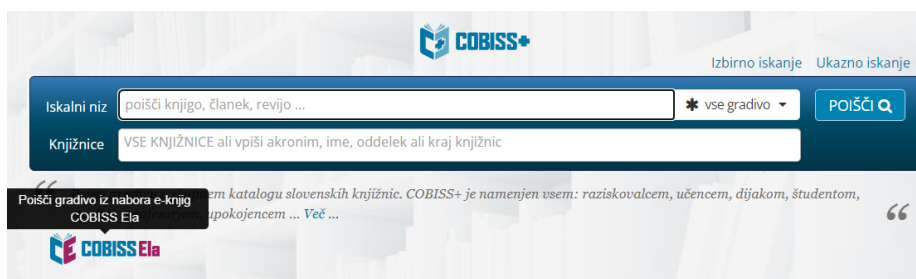 COBISS+
Izbirno iskanje Ukazno iskanje
Iskalni niz poišči knjigo, članek, revijo ... vse gradivo POIŠČI
Knjižnice VSE KNJIŽNICE ali vpiši akronim, ime, oddelek ali kraj knjižnic
katalogu slovenskih knjižnic. COBISS+ je namenjen vsem: raziskovalcem, učencem, dijakom, študentom,
upokojencem ... Več ...
Poišči gradivo iz nabora e-knjig
COBISS Ela
COBISS Ela